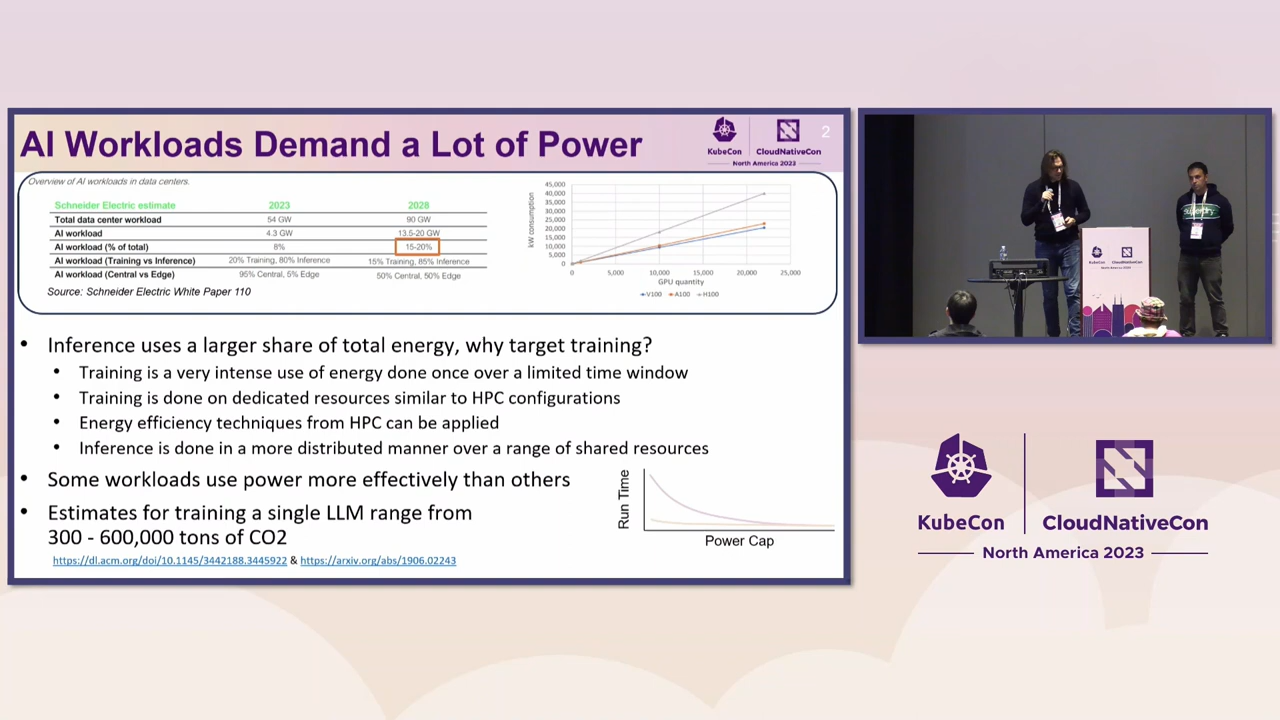 AI Workloads Demand a Lot of Power
KubeCon
CloudNativeCon
North America 2023
2
Overview of AI workloads in data centers.
Schneider Electric estimate 2023 2028
Total data center workload 54 GW 90 GW
AI workload 4.3 GW 13.5-20 GW
AI workload (% of total) 8% 15-20%
AI workload (Training vs Inference) 20% Training, 80% Inference 15% Training, 85% Inference
AI workload (Central vs Edge) 95% Central, 5% Edge 50% Central, 50% Edge
Source: Schneider Electric White Paper 110
kW consumption
45,000
40,000
35,000
30,000
25,000
20,000
15,000
10,000
5,000
0
0 5,000 10,000 15,000 20,000 25,000
GPU quantity
V100 A100 H100
• Inference uses a larger share of total energy, why target training?
• Training is a very intense use of energy done once over a limited time window
• Training is done on dedicated resources similar to HPC configurations
• Energy efficiency techniques from HPC can be applied
• Inference is done in a more distributed manner over a range of shared resources
• Some workloads use power more effectively than others
• Estimates for training a single LLM range from
300 - 600,000 tons of CO2
https://dl.acm.org/doi/10.1145/3442188.3445922 & https://arxiv.org/abs/1906.02243
Run Time
Power Cap
KubeCon
CloudNativeCon
KubeCon
CloudNativeCon
North America 2023